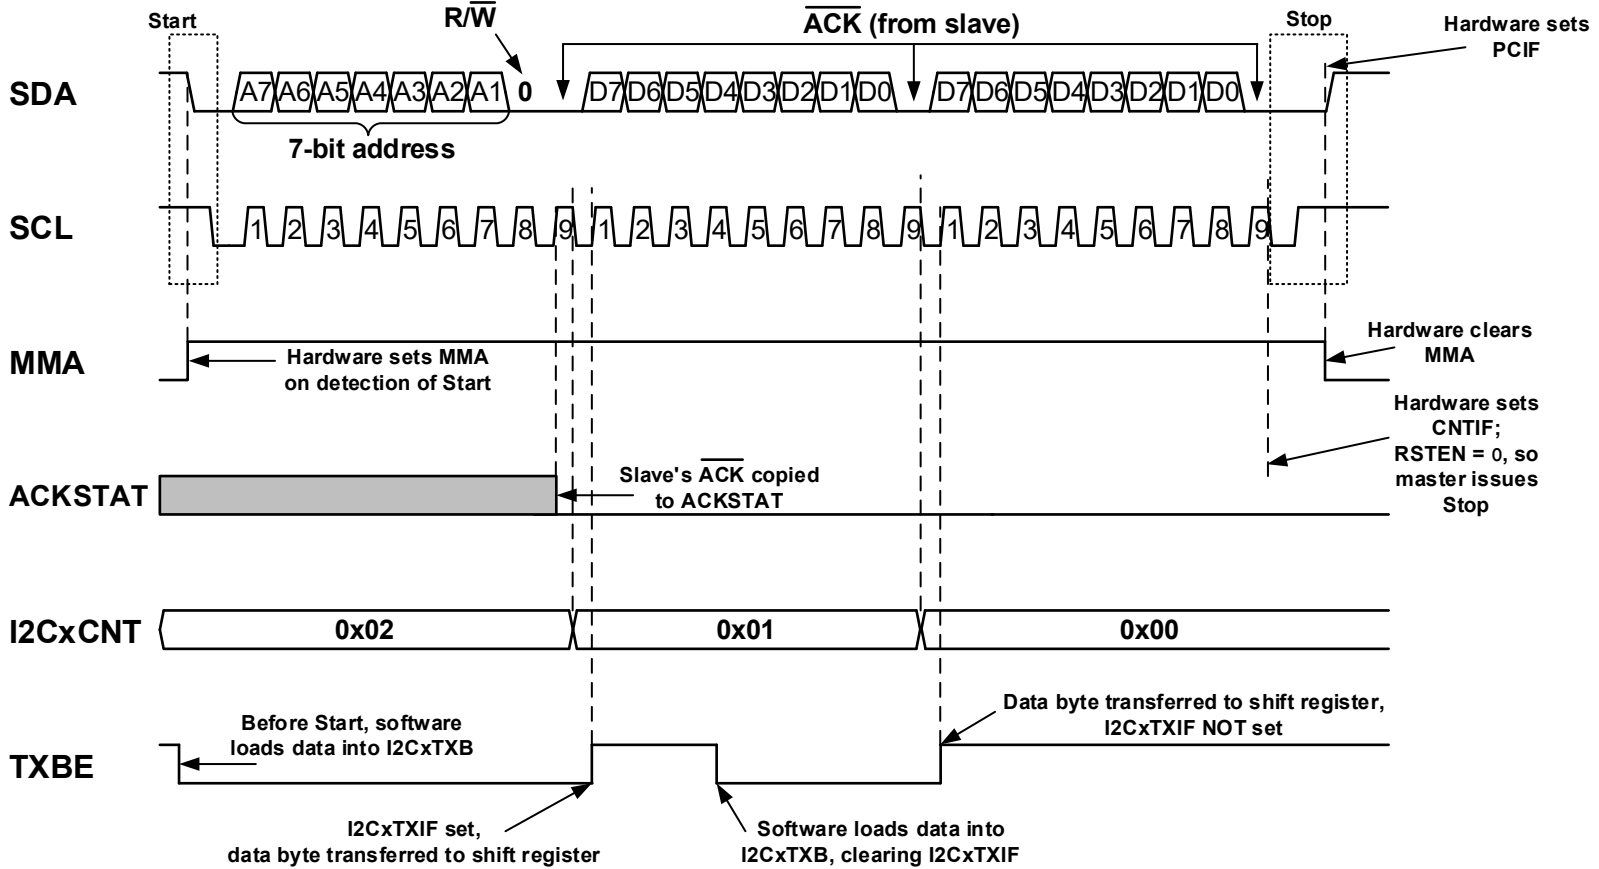 Start
R/W
ACK (from slave)
Stop
Hardware sets
PCIF
SDA
A7 A6 A5 A4 A3 A2 A1 0 D7 D6 D5 D4 D3 D2 D1 D0 D7 D6 D5 D4 D3 D2 D1 D0
7-bit address
SCL
1 2 3 4 5 6 7 8 9 1 2 3 4 5 6 7 8 9 1 2 3 4 5 6 7 8 9
MMA
Hardware sets MMA
on detection of Start
Hardware clears
MMA
Hardware sets
CNTIF;
RSTEN = 0, so
master issues
Stop
ACKSTAT
Slave's ACK copied
to ACKSTAT
I2CxCNT
0x02 0x01 0x00
TXBE
Before Start, software
loads data into I2CxTXB
Data byte transferred to shift register,
I2CxTXIF NOT set
I2CxTXIF set,
data byte transferred to shift register
Software loads data into
I2CxTXB, clearing I2CxTXIF